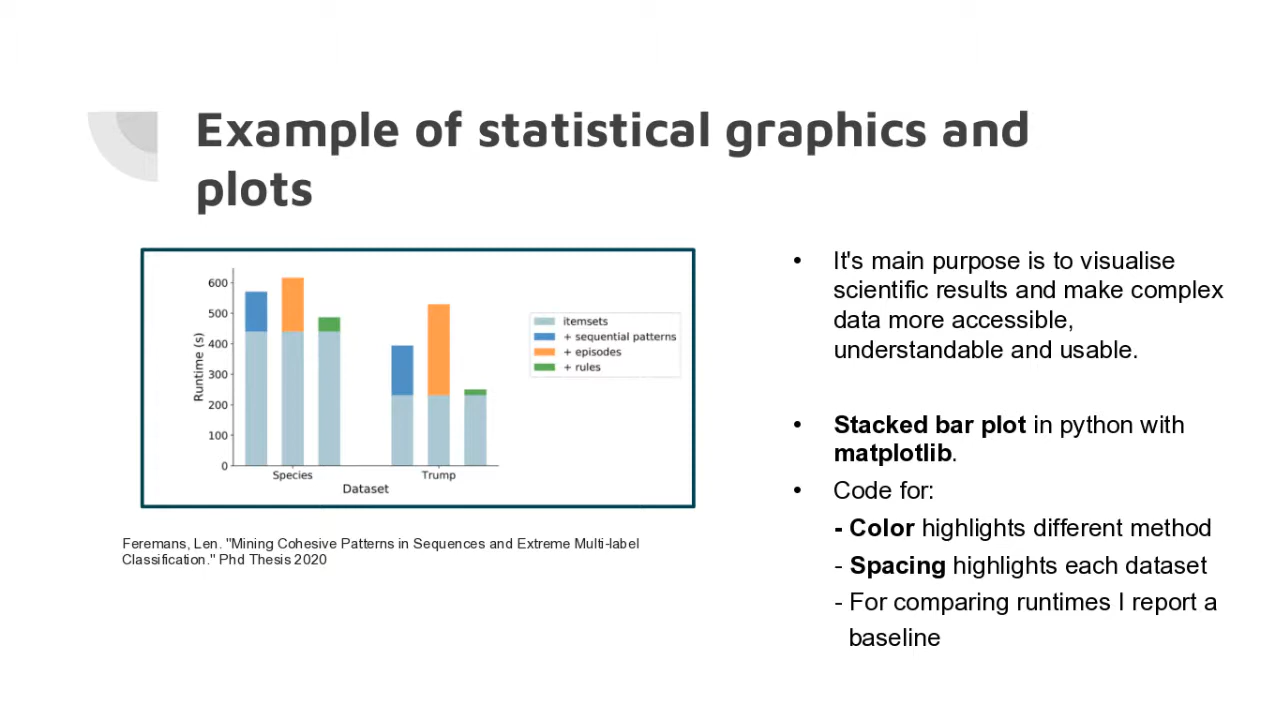 Example of statistical graphics and
plots
600
500
400
300
200
100
0
Runtime (s)
Species
Trump
Dataset
itemsets
+ sequential patterns
+ episodes
+ rules
Feremans, Len. "Mining Cohesive Patterns in Sequences and Extreme Multi-label
Classification." Phd Thesis 2020
• It's main purpose is to visualise
scientific results and make complex
data more accessible,
understandable and usable.
• Stacked bar plot in python with
matplotlib.
• Code for:
- Color highlights different method
- Spacing highlights each dataset
- For comparing runtimes I report a
baseline